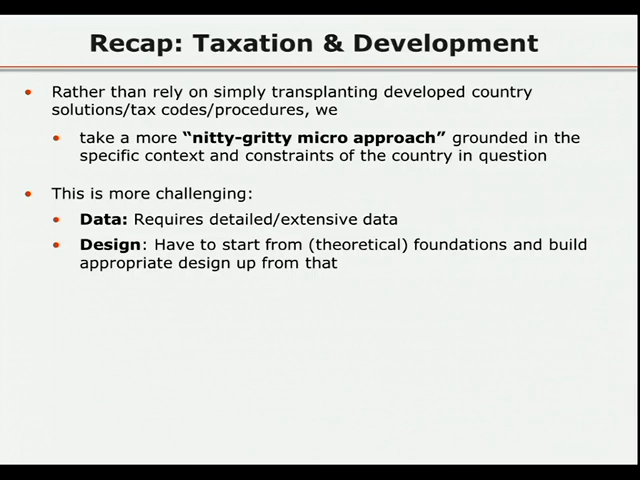 Recap: Taxation & Development
• Rather than rely on simply transplanting developed country
solutions/tax codes/procedures, we
• take a more “nitty-gritty micro approach” grounded in the
specific context and constraints of the country in question
• This is more challenging:
• Data: Requires detailed/extensive data
• Design: Have to start from (theoretical) foundations and build
appropriate design up from that